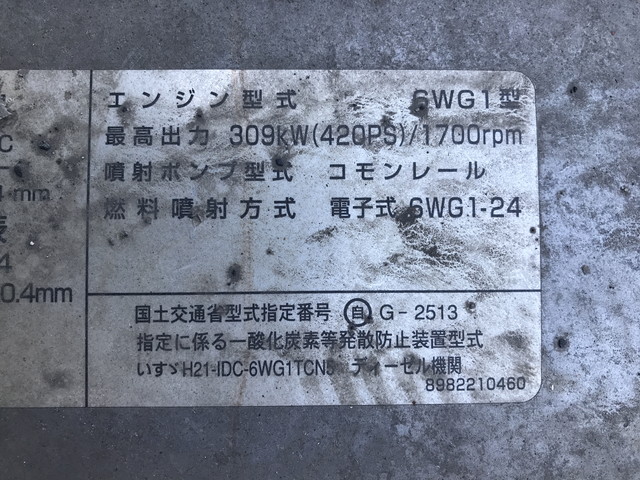 エンジン型式 6WG1型
最高出力 309kW(420PS)/1700rpm
噴射ポンプ型式 コモンレール
燃料噴射方式 電子式 6WG1-24
C
mm
4
0.4mm
国土交通省型式指定番号 自 G-2513
指定に係る一酸化炭素等発散防止装置型式
いすゞH21-IDC-6WG1TCN5 ディーゼル機関
8982210460